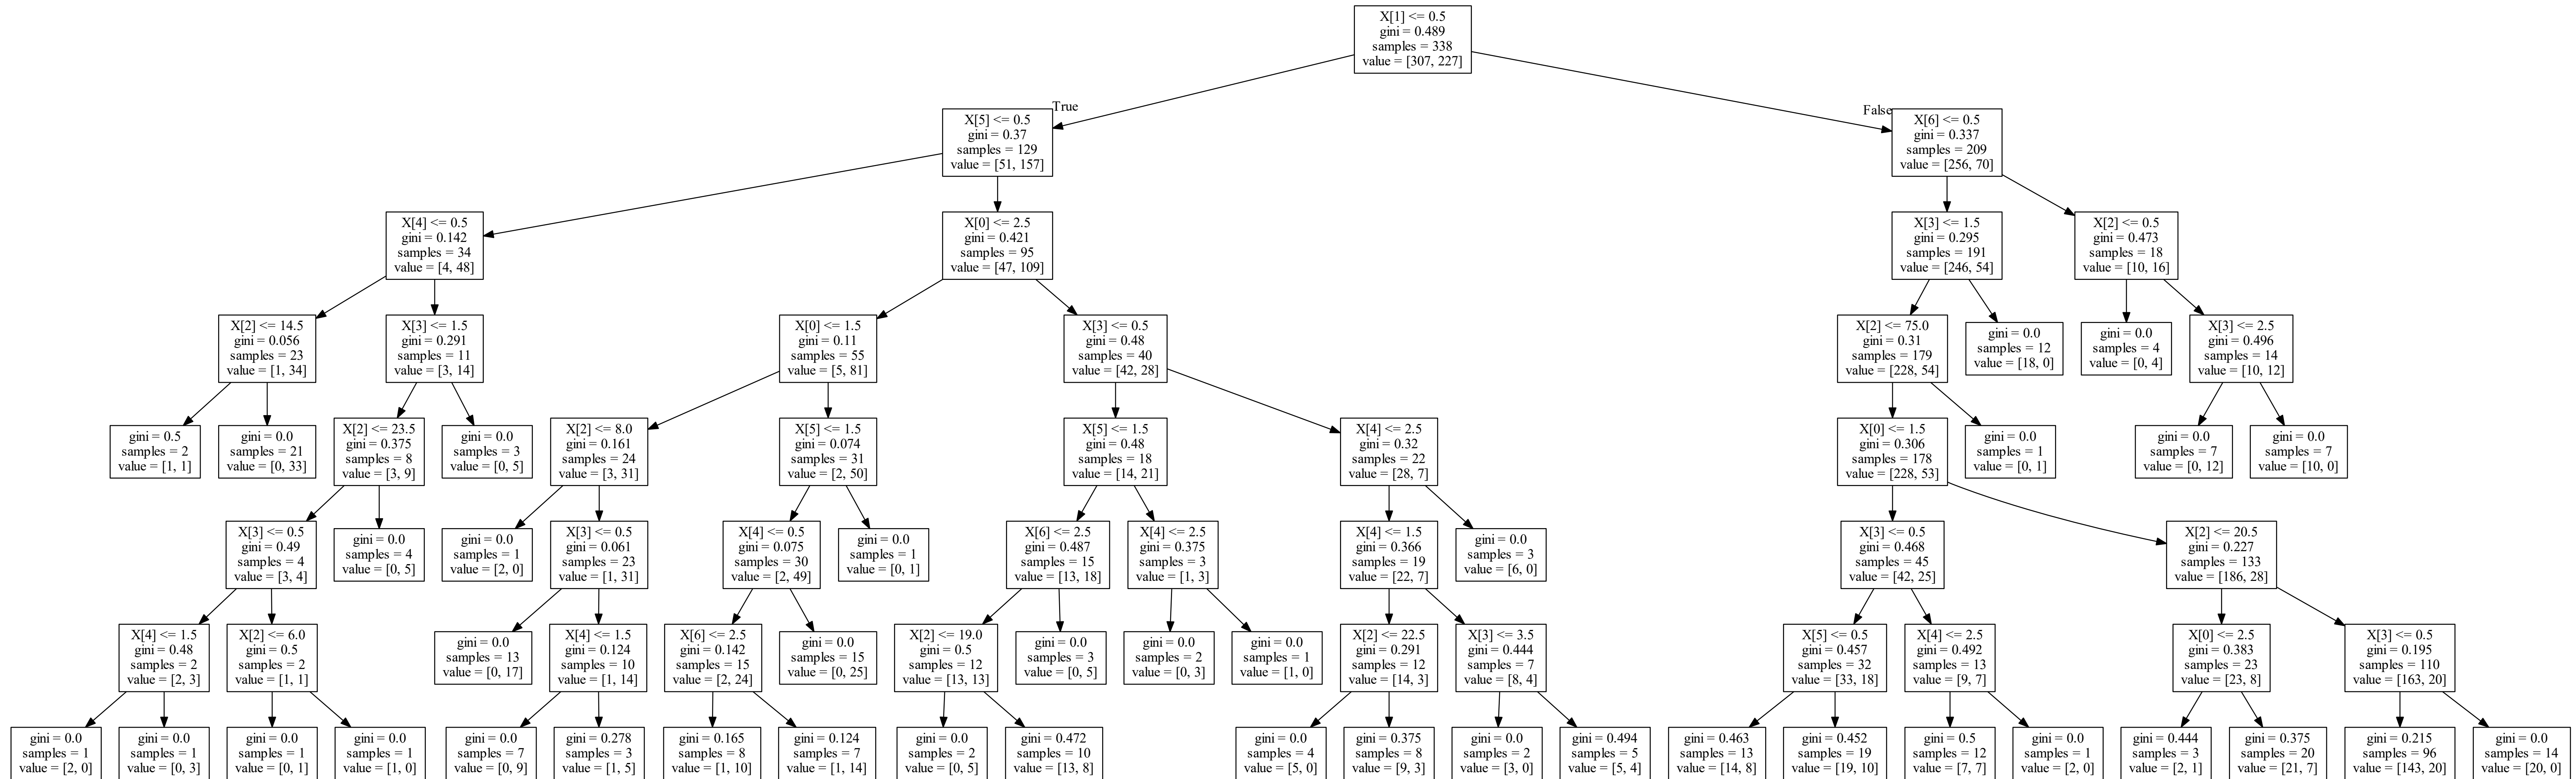 X[1] <= 0.5
gini = 0.489
samples = 338
value = [307, 227]
True
False
X[5] <= 0.5
gini = 0.37
samples = 129
value = [51, 157]
X[6] <= 0.5
gini = 0.337
samples = 209
value = [256, 70]
X[4] <= 0.5
gini = 0.142
samples = 34
value = [4, 48]
X[0] <= 2.5
gini = 0.421
samples = 95
value = [47, 109]
X[3] <= 1.5
gini = 0.295
samples = 191
value = [246, 54]
X[2] <= 0.5
gini = 0.473
samples = 18
value = [10, 16]
X[2] <= 14.5
gini = 0.056
samples = 23
value = [1, 34]
X[3] <= 1.5
gini = 0.291
samples = 11
value = [3, 14]
X[0] <= 1.5
gini = 0.11
samples = 55
value = [5, 81]
X[3] <= 0.5
gini = 0.48
samples = 40
value = [42, 28]
X[2] <= 75.0
gini = 0.31
samples = 179
value = [228, 54]
gini = 0.0
samples = 12
value = [18, 0]
gini = 0.0
samples = 4
value = [0, 4]
X[3] <= 2.5
gini = 0.496
samples = 14
value = [10, 12]
gini = 0.5
samples = 2
value = [1, 1]
gini = 0.0
samples = 21
value = [0, 33]
X[2] <= 23.5
gini = 0.375
samples = 8
value = [3, 9]
gini = 0.0
samples = 3
value = [0, 5]
X[2] <= 8.0
gini = 0.161
samples = 24
value = [3, 31]
X[5] <= 1.5
gini = 0.074
samples = 31
value = [2, 50]
X[5] <= 1.5
gini = 0.48
samples = 18
value = [14, 21]
X[4] <= 2.5
gini = 0.32
samples = 22
value = [28, 7]
X[0] <= 1.5
gini = 0.306
samples = 178
value = [228, 53]
gini = 0.0
samples = 1
value = [0, 1]
gini = 0.0
samples = 7
value = [0, 12]
gini = 0.0
samples = 7
value = [10, 0]
X[3] <= 0.5
gini = 0.49
samples = 4
value = [3, 4]
gini = 0.0
samples = 4
value = [0, 5]
gini = 0.0
samples = 1
value = [2, 0]
X[3] <= 0.5
gini = 0.061
samples = 23
value = [1, 31]
X[4] <= 0.5
gini = 0.075
samples = 30
value = [2, 49]
gini = 0.0
samples = 1
value = [0, 1]
X[6] <= 2.5
gini = 0.487
samples = 15
value = [13, 18]
X[4] <= 2.5
gini = 0.375
samples = 3
value = [1, 3]
X[4] <= 1.5
gini = 0.366
samples = 19
value = [22, 7]
gini = 0.0
samples = 3
value = [6, 0]
X[3] <= 0.5
gini = 0.468
samples = 45
value = [42, 25]
X[2] <= 20.5
gini = 0.227
samples = 133
value = [186, 28]
X[4] <= 1.5
gini = 0.48
samples = 2
value = [2, 3]
X[2] <= 6.0
gini = 0.5
samples = 2
value = [1, 1]
gini = 0.0
samples = 13
value = [0, 17]
X[4] <= 1.5
gini = 0.124
samples = 10
value = [1, 14]
X[6] <= 2.5
gini = 0.142
samples = 15
value = [2, 24]
gini = 0.0
samples = 15
value = [0, 25]
X[2] <= 19.0
gini = 0.5
samples = 12
value = [13, 13]
gini = 0.0
samples = 3
value = [0, 5]
gini = 0.0
samples = 2
value = [0, 3]
gini = 0.0
samples = 1
value = [1, 0]
X[2] <= 22.5
gini = 0.291
samples = 12
value = [14, 3]
X[3] <= 3.5
gini = 0.444
samples = 7
value = [8, 4]
X[5] <= 0.5
gini = 0.457
samples = 32
value = [33, 18]
X[4] <= 2.5
gini = 0.492
samples = 13
value = [9, 7]
X[0] <= 2.5
gini = 0.383
samples = 23
value = [23, 8]
X[3] <= 0.5
gini = 0.195
samples = 110
value = [163, 20]
gini = 0.0
samples = 1
value = [2, 0]
gini = 0.0
samples = 1
value = [0, 3]
gini = 0.0
samples = 1
value = [0, 1]
gini = 0.0
samples = 1
value = [1, 0]
gini = 0.0
samples = 7
value = [0, 9]
gini = 0.278
samples = 3
value = [1, 5]
gini = 0.165
samples = 8
value = [1, 10]
gini = 0.124
samples = 7
value = [1, 14]
gini = 0.0
samples = 2
value = [0, 5]
gini = 0.472
samples = 10
value = [13, 8]
gini = 0.0
samples = 4
value = [5, 0]
gini = 0.375
samples = 8
value = [9, 3]
gini = 0.0
samples = 2
value = [3, 0]
gini = 0.494
samples = 5
value = [5, 4]
gini = 0.463
samples = 13
value = [14, 8]
gini = 0.452
samples = 19
value = [19, 10]
gini = 0.5
samples = 12
value = [7, 7]
gini = 0.0
samples = 1
value = [2, 0]
gini = 0.444
samples = 3
value = [2, 1]
gini = 0.375
samples = 20
value = [21, 7]
gini = 0.215
samples = 96
value = [143, 20]
gini = 0.0
samples = 14
value = [20, 0]